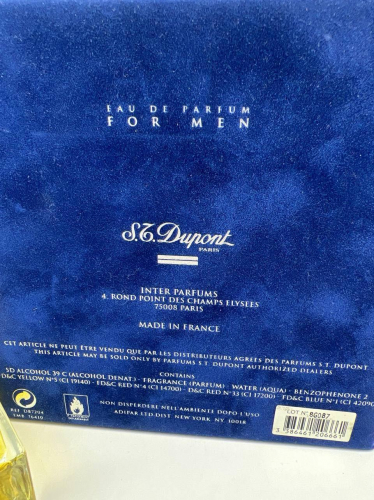 EAU DE PARFUM
FOR MEN
S.T. Dupont
PARIS
INTER PARFUMS
4, ROND POINT DES CHAMPS ELYSEES
75008 PARIS
MADE IN FRANCE
CET ARTICLE NE PEUT ÊTRE VENDU QUE PAR LES DISTRIBUTEURS AGRÉÉS DES PARFUMS S.T. DUPONT
THIS ARTICLE MAY BE SOLD ONLY BY PARFUMS S.T. DUPONT AUTHORIZED DEALERS.
CONTAINS
SD ALCOHOL 39 C (ALCOHOL DENAT.) - FRAGRANCE (PARFUM) - WATER (AQUA) - BENZOPHENONE 2
D&C YELLOW N°5 (CI 19140) - FD&C RED N°4 (CI 14700) - FD&C RED N°33 (CI 17200) - FD&C BLUE N°1 (CI 42090
NON DISPERDERE NELL'AMBIENTE DOPO L'USO
ADIPAR LTD.DIST. NEW YORK, NY 10018
LOT N° 8G087
3386461206661